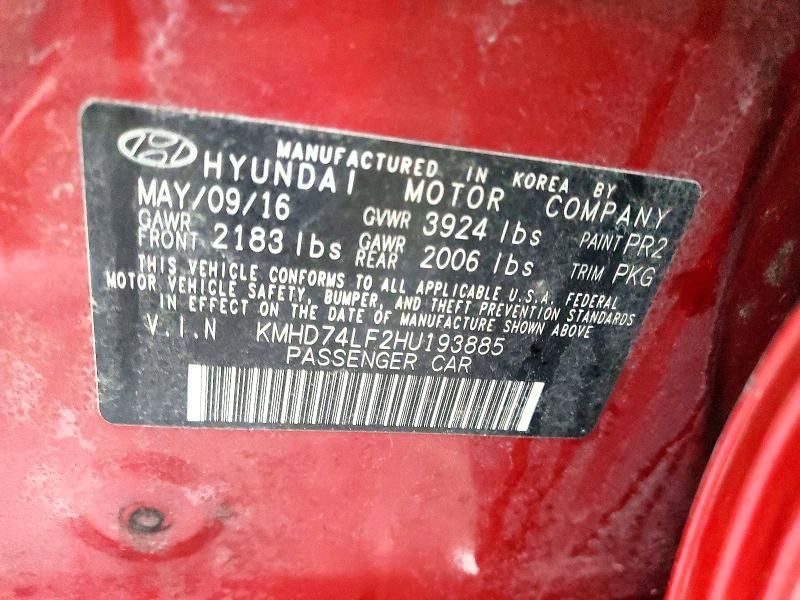 MANUFACTURED IN KOREA BY
HYUNDAI MOTOR COMPANY
MAY/09/16 GVWR 3924 lbs PAINT PR2
GAWR FRONT 2183 lbs GAWR REAR 2006 lbs TRIM PKG
THIS VEHICLE CONFORMS TO ALL APPLICABLE U.S.A. FEDERAL
MOTOR VEHICLE SAFETY, BUMPER, AND THEFT PREVENTION STANDARDS
IN EFFECT ON THE DATE OF MANUFACTURE SHOWN ABOVE
V.I.N KMHD74LF2HU193885
PASSENGER CAR